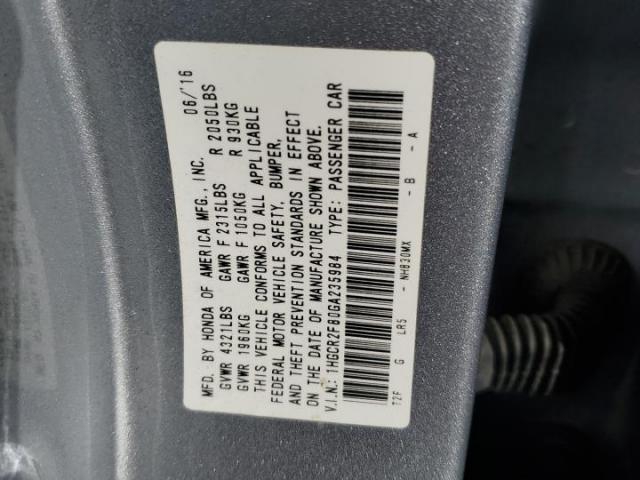 MFD. BY HONDA OF AMERICA MFG., INC. 06/'16
GVWR 4321LBS GAWR F 2315LBS R 2050LBS
GVWR 1960KG GAWR F 1050KG R 930KG
THIS VEHICLE CONFORMS TO ALL APPLICABLE
FEDERAL MOTOR VEHICLE SAFETY, BUMPER,
AND THEFT PREVENTION STANDARDS IN EFFECT
ON THE DATE OF MANUFACTURE SHOWN ABOVE.
V.I.N.: 1HGCR2F80GA235984 TYPE: PASSENGER CAR
T2F G LR5 - NH830MX - B - A